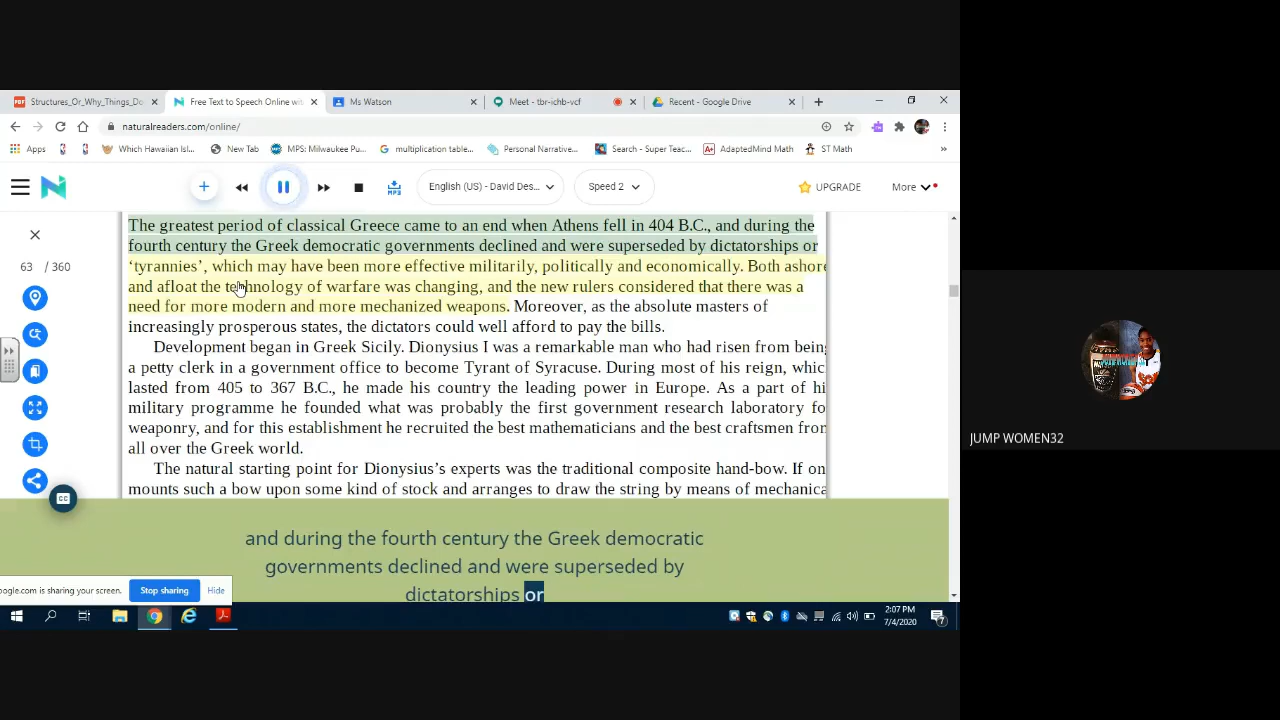 Structures_Or_Why_Things_Do
Free Text to Speech Online wit
Ms Watson
Meet - tbr-ichb-vcf
Recent - Google Drive
naturalreaders.com/online/
Apps
Which Hawaiian Isl...
New Tab
MPS: Milwaukee Pu...
multiplication table...
Personal Narrative...
Search - Super Teac...
AdaptedMind Math
ST Math
»
MP3
English (US) - David Des...
Speed 2
UPGRADE
More
63 / 360
The greatest period of classical Greece came to an end when Athens fell in 404 B.C., and during the
fourth century the Greek democratic governments declined and were superseded by dictatorships or
‘tyrannies’, which may have been more effective militarily, politically and economically. Both ashore
and afloat the technology of warfare was changing, and the new rulers considered that there was a
need for more modern and more mechanized weapons. Moreover, as the absolute masters of
increasingly prosperous states, the dictators could well afford to pay the bills.
Development began in Greek Sicily. Dionysius I was a remarkable man who had risen from being
a petty clerk in a government office to become Tyrant of Syracuse. During most of his reign, whic
lasted from 405 to 367 B.C., he made his country the leading power in Europe. As a part of hi
military programme he founded what was probably the first government research laboratory fo
weaponry, and for this establishment he recruited the best mathematicians and the best craftsmen from
all over the Greek world.
The natural starting point for Dionysius’s experts was the traditional composite hand-bow. If on
mounts such a bow upon some kind of stock and arranges to draw the string by means of mechanica
CC
and during the fourth century the Greek democratic
governments declined and were superseded by
dictatorships or
ogle.com is sharing your screen.
Stop sharing
Hide
2:07 PM
7/4/2020
7
JUMP WOMEN32